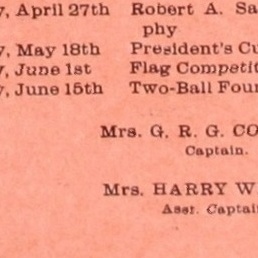 y, April 27th Robert A. Sa
phy
y, May 18th President's Cu
y, June 1st Flag Competit
y, June 15th Two-Ball Four
Mrs. G. R. G. CO
Captain.
Mrs. HARRY W
Asst. Captai